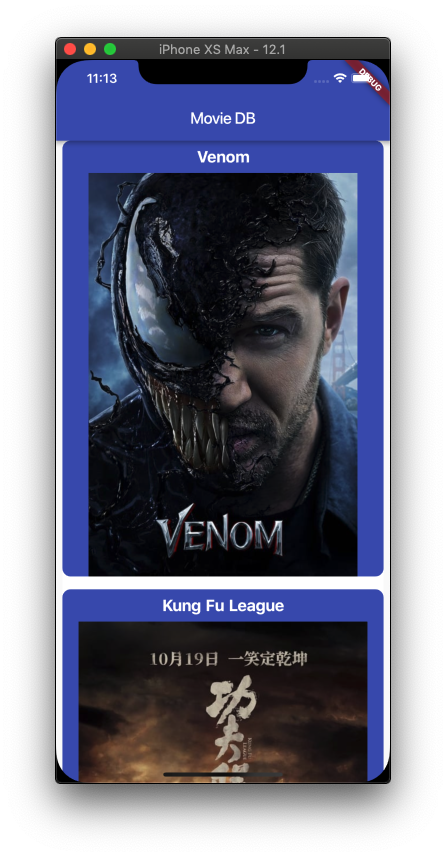 iPhone XS Max - 12.1
11:13
DEBUG
Movie DB
Venom
VENOM
Kung Fu League
10月19日 一笑定乾坤
功
夫